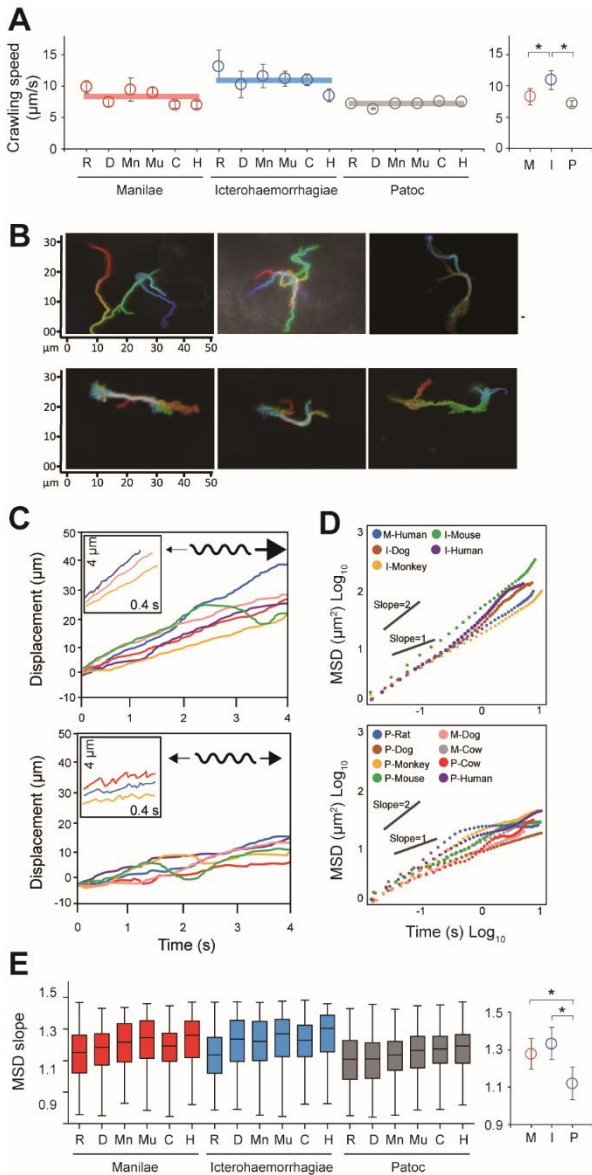 A
Crawling speed
(μm/s)
15
10
5
0
R D Mn Mu C H R D Mn Mu C H R D Mn Mu C H
Manilae Icterohaemorrhagiae Patoc
15
10
5
0
* *
M I P
B
30
20
10
00
μm 0 10 20 30 40 50
30
20
10
00
μm 0 10 20 30 40 50
C
Displacement (μm)
50
40
30
20
10
0
-10
4 μm
0.4 s
0 1 2 3 4
Displacement (μm)
50
40
30
20
10
0
-10
4 μm
0.4 s
0 1 2 3 4
Time (s)
D
MSD (μm²) Log10
3
2
1
0
M-Human I-Mouse
I-Dog I-Human
I-Monkey
Slope=2
Slope=1
-1 0 1
MSD (μm²) Log10
3
2
1
0
P-Rat M-Dog
P-Dog M-Cow
P-Monkey P-Cow
P-Mouse P-Human
Slope=2
Slope=1
-1 0 1
Time (s) Log10
E
MSD slope
1.5
1.3
1.1
0.9
R D Mn Mu C H R D Mn Mu C H R D Mn Mu C H
Manilae Icterohaemorrhagiae Patoc
1.5
1.3
1.1
0.9
*
*
M I P